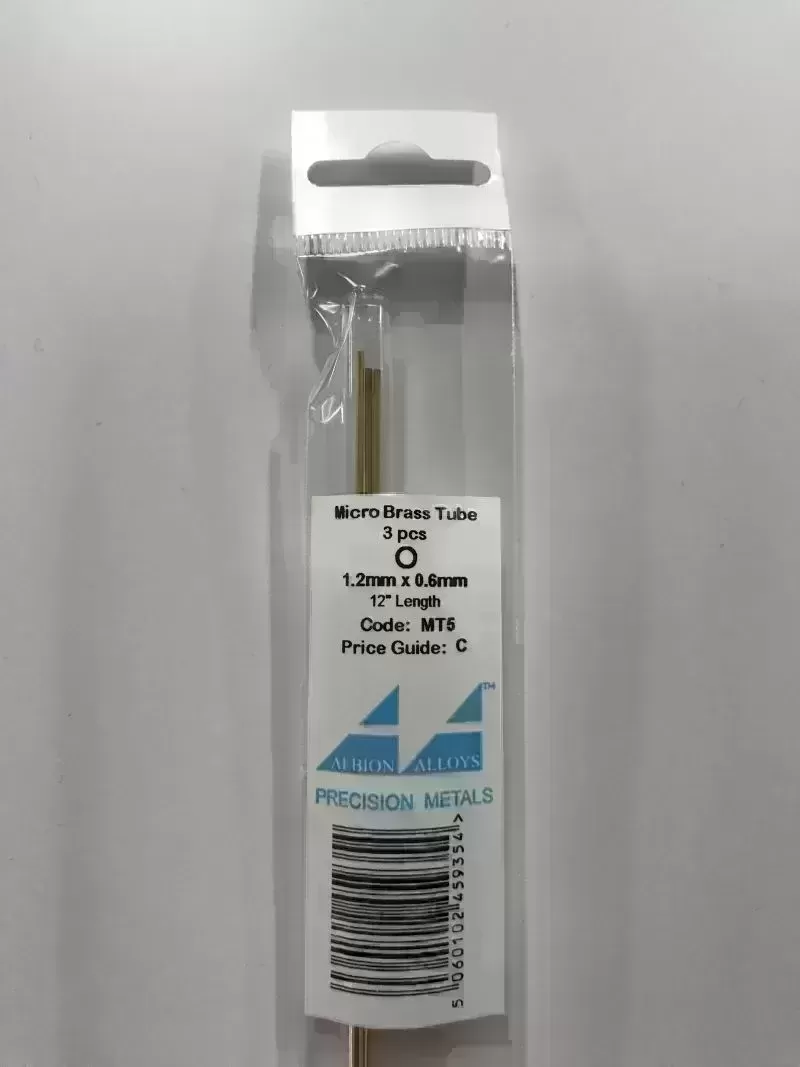 Micro Brass Tube
3 pcs
1.2mm x 0.6mm
12" Length
Code: MT5
Price Guide: C
TM
ALBION ALLOYS
PRECISION METALS
5 060102 459354 >